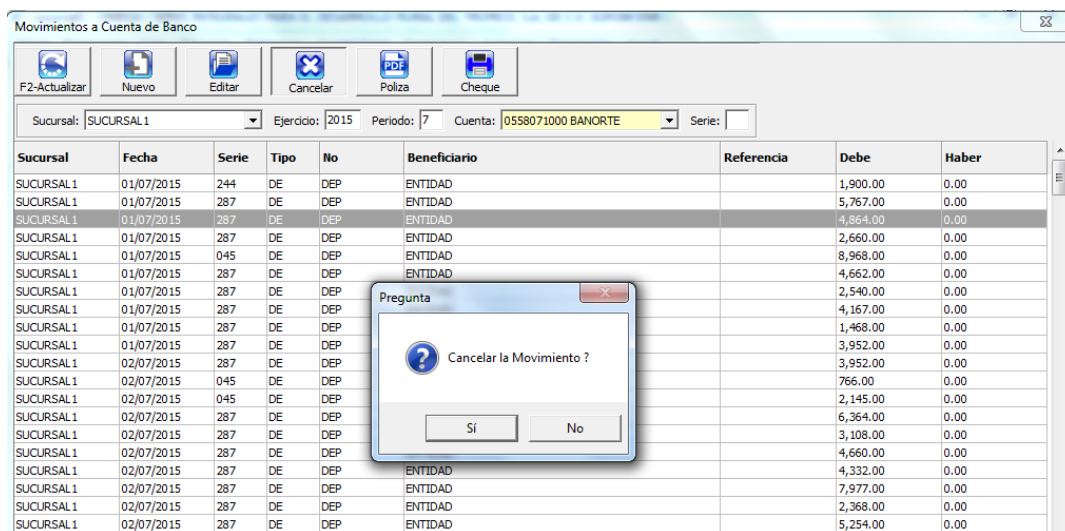 Movimientos a Cuenta de Banco
F2-Actualizar Nuevo Editar Cancelar Poliza Cheque
PDF
Sucursal: SUCURSAL1 Ejercicio: 2015 Periodo: 7 Cuenta: 0558071000 BANORTE Serie:
Sucursal Fecha Serie Tipo No Beneficiario Referencia Debe Haber
SUCURSAL1 01/07/2015 244 DE DEP ENTIDAD 1,900.00 0.00
SUCURSAL1 01/07/2015 287 DE DEP ENTIDAD 5,767.00 0.00
SUCURSAL1 01/07/2015 287 DE DEP ENTIDAD 4,864.00 0.00
SUCURSAL1 01/07/2015 287 DE DEP ENTIDAD 2,660.00 0.00
SUCURSAL1 01/07/2015 045 DE DEP ENTIDAD 8,968.00 0.00
SUCURSAL1 01/07/2015 287 DE DEP ENTIDAD 4,662.00 0.00
SUCURSAL1 01/07/2015 287 DE DEP 2,540.00 0.00
SUCURSAL1 01/07/2015 287 DE DEP 4,167.00 0.00
SUCURSAL1 01/07/2015 287 DE DEP 1,468.00 0.00
SUCURSAL1 01/07/2015 287 DE DEP 3,952.00 0.00
SUCURSAL1 02/07/2015 287 DE DEP 3,952.00 0.00
SUCURSAL1 02/07/2015 045 DE DEP 766.00 0.00
SUCURSAL1 02/07/2015 045 DE DEP 2,145.00 0.00
SUCURSAL1 02/07/2015 287 DE DEP 6,364.00 0.00
SUCURSAL1 02/07/2015 287 DE DEP 3,108.00 0.00
SUCURSAL1 02/07/2015 287 DE DEP 4,660.00 0.00
SUCURSAL1 02/07/2015 287 DE DEP ENTIDAD 4,332.00 0.00
SUCURSAL1 02/07/2015 287 DE DEP ENTIDAD 7,977.00 0.00
SUCURSAL1 02/07/2015 287 DE DEP ENTIDAD 2,368.00 0.00
SUCURSAL1 02/07/2015 287 DE DEP ENTIDAD 5,254.00 0.00
Pregunta
Cancelar la Movimiento ?
Sí No